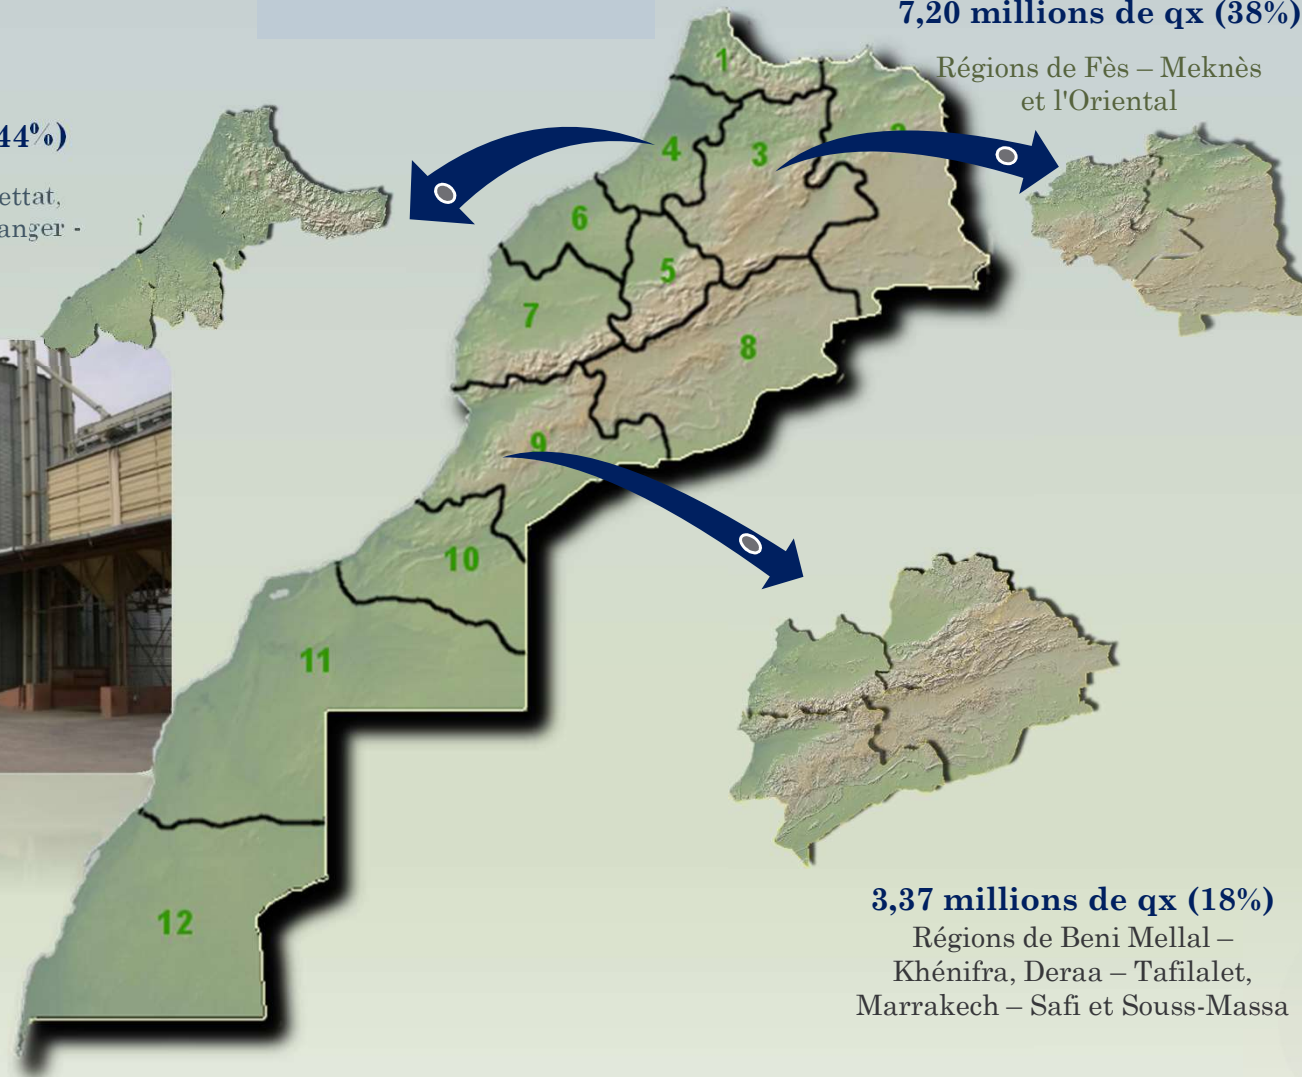 7,20 millions de qx (38%)
Régions de Fès – Meknès
et l'Oriental
44%)
ettat,
anger -
1
2
3
4
5
6
7
8
9
10
11
12
3,37 millions de qx (18%)
Régions de Beni Mellal –
Khénifra, Deraa – Tafilalet,
Marrakech – Safi et Souss-Massa